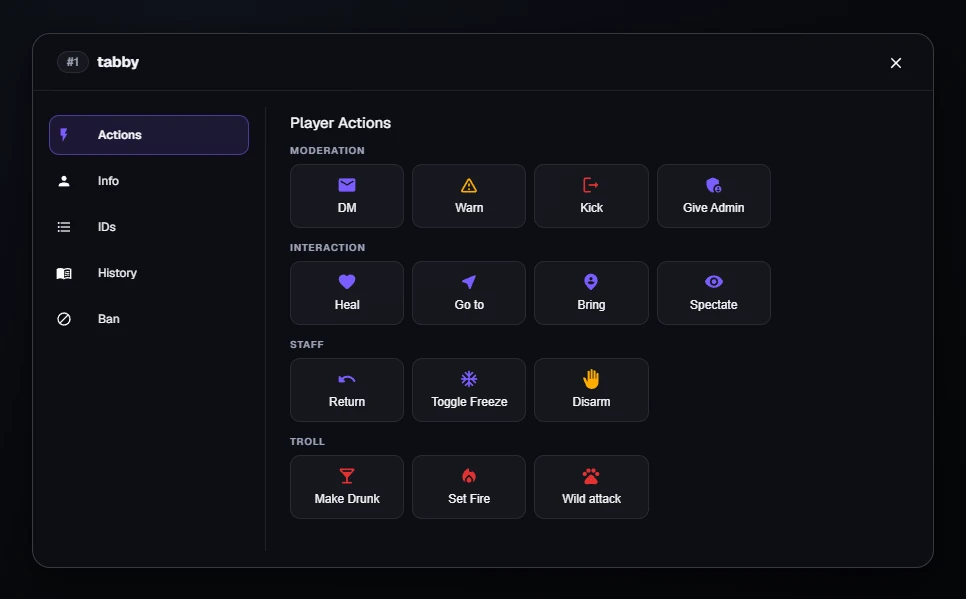 #1 tabby
Actions
Info
IDs
History
Ban
Player Actions
MODERATION
DM
Warn
Kick
Give Admin
INTERACTION
Heal
Go to
Bring
Spectate
STAFF
Return
Toggle Freeze
Disarm
TROLL
Make Drunk
Set Fire
Wild attack